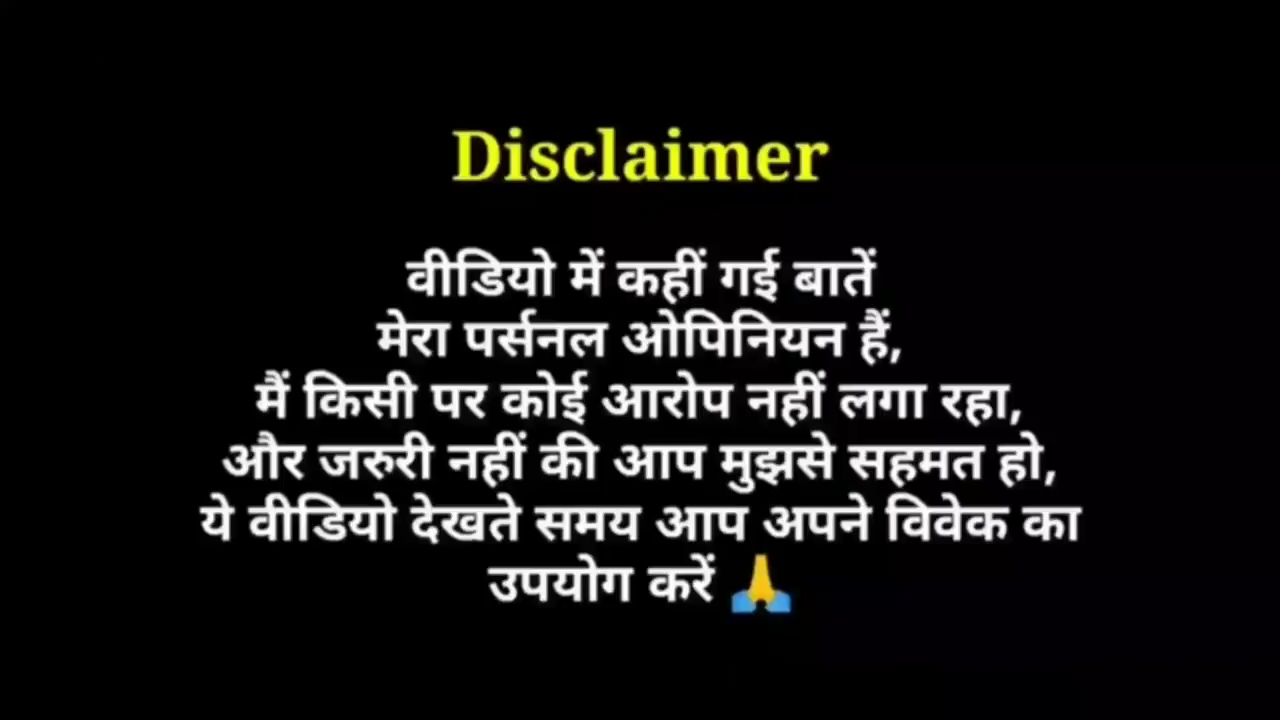 Disclaimer
वीडियो में कहीं गई बातें
मेरा पर्सनल ओपिनियन हैं,
मैं किसी पर कोई आरोप नहीं लगा रहा,
और जरुरी नहीं की आप मुझसे सहमत हो,
ये वीडियो देखते समय आप अपने विवेक का
उपयोग करें 🙏